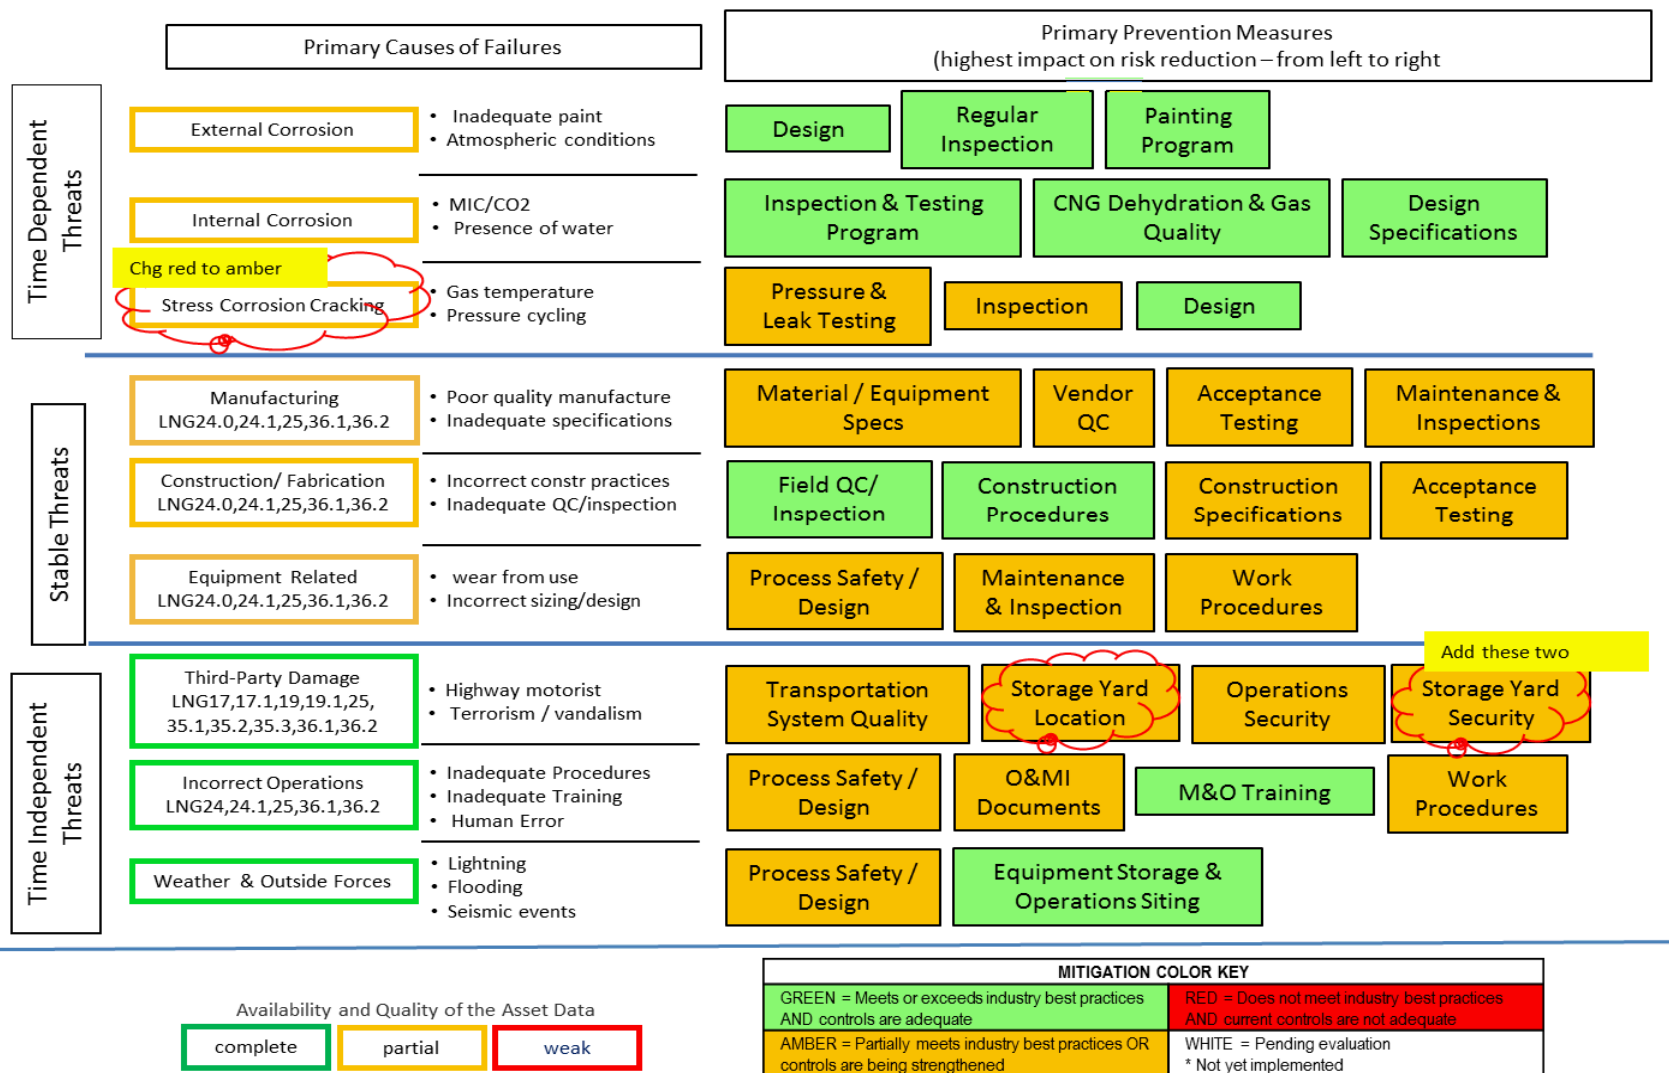 Primary Causes of Failures
Primary Prevention Measures
(highest impact on risk reduction – from left to right
Time Dependent
Threats
External Corrosion
• Inadequate paint
• Atmospheric conditions
Design
Regular
Inspection
Painting
Program
Internal Corrosion
• MIC/CO2
• Presence of water
Inspection & Testing
Program
CNG Dehydration & Gas
Quality
Design
Specifications
Chg red to amber
Stress Corrosion Cracking
• Gas temperature
• Pressure cycling
Pressure &
Leak Testing
Inspection
Design
Stable Threats
Manufacturing
LNG24.0,24.1,25,36.1,36.2
• Poor quality manufacture
• Inadequate specifications
Material / Equipment
Specs
Vendor
QC
Acceptance
Testing
Maintenance &
Inspections
Construction/ Fabrication
LNG24.0,24.1,25,36.1,36.2
• Incorrect constr practices
• Inadequate QC/inspection
Field QC/
Inspection
Construction
Procedures
Construction
Specifications
Acceptance
Testing
Equipment Related
LNG24.0,24.1,25,36.1,36.2
• wear from use
• Incorrect sizing/design
Process Safety /
Design
Maintenance
& Inspection
Work
Procedures
Time Independent
Threats
Third-Party Damage
LNG17,17.1,19,19.1,25,
35.1,35.2,35.3,36.1,36.2
• Highway motorist
• Terrorism / vandalism
Transportation
System Quality
Storage Yard
Location
Operations
Security
Add these two
Storage Yard
Security
Incorrect Operations
LNG24,24.1,25,36.1,36.2
• Inadequate Procedures
• Inadequate Training
• Human Error
Process Safety /
Design
O&MI
Documents
M&O Training
Work
Procedures
Weather & Outside Forces
• Lightning
• Flooding
• Seismic events
Process Safety /
Design
Equipment Storage &
Operations Siting
Availability and Quality of the Asset Data
complete
partial
weak
MITIGATION COLOR KEY
GREEN = Meets or exceeds industry best practices
AND controls are adequate
RED = Does not meet industry best practices
AND current controls are not adequate
AMBER = Partially meets industry best practices OR
controls are being strengthened
WHITE = Pending evaluation
* Not yet implemented